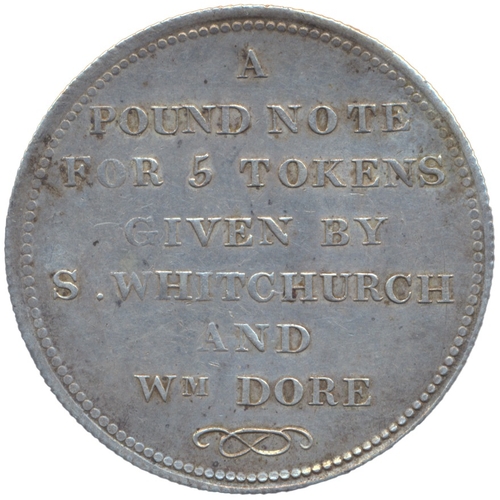 A
POUND NOTE
FOR 5 TOKENS
GIVEN BY
S. WHITCHURCH
AND
WM DORE